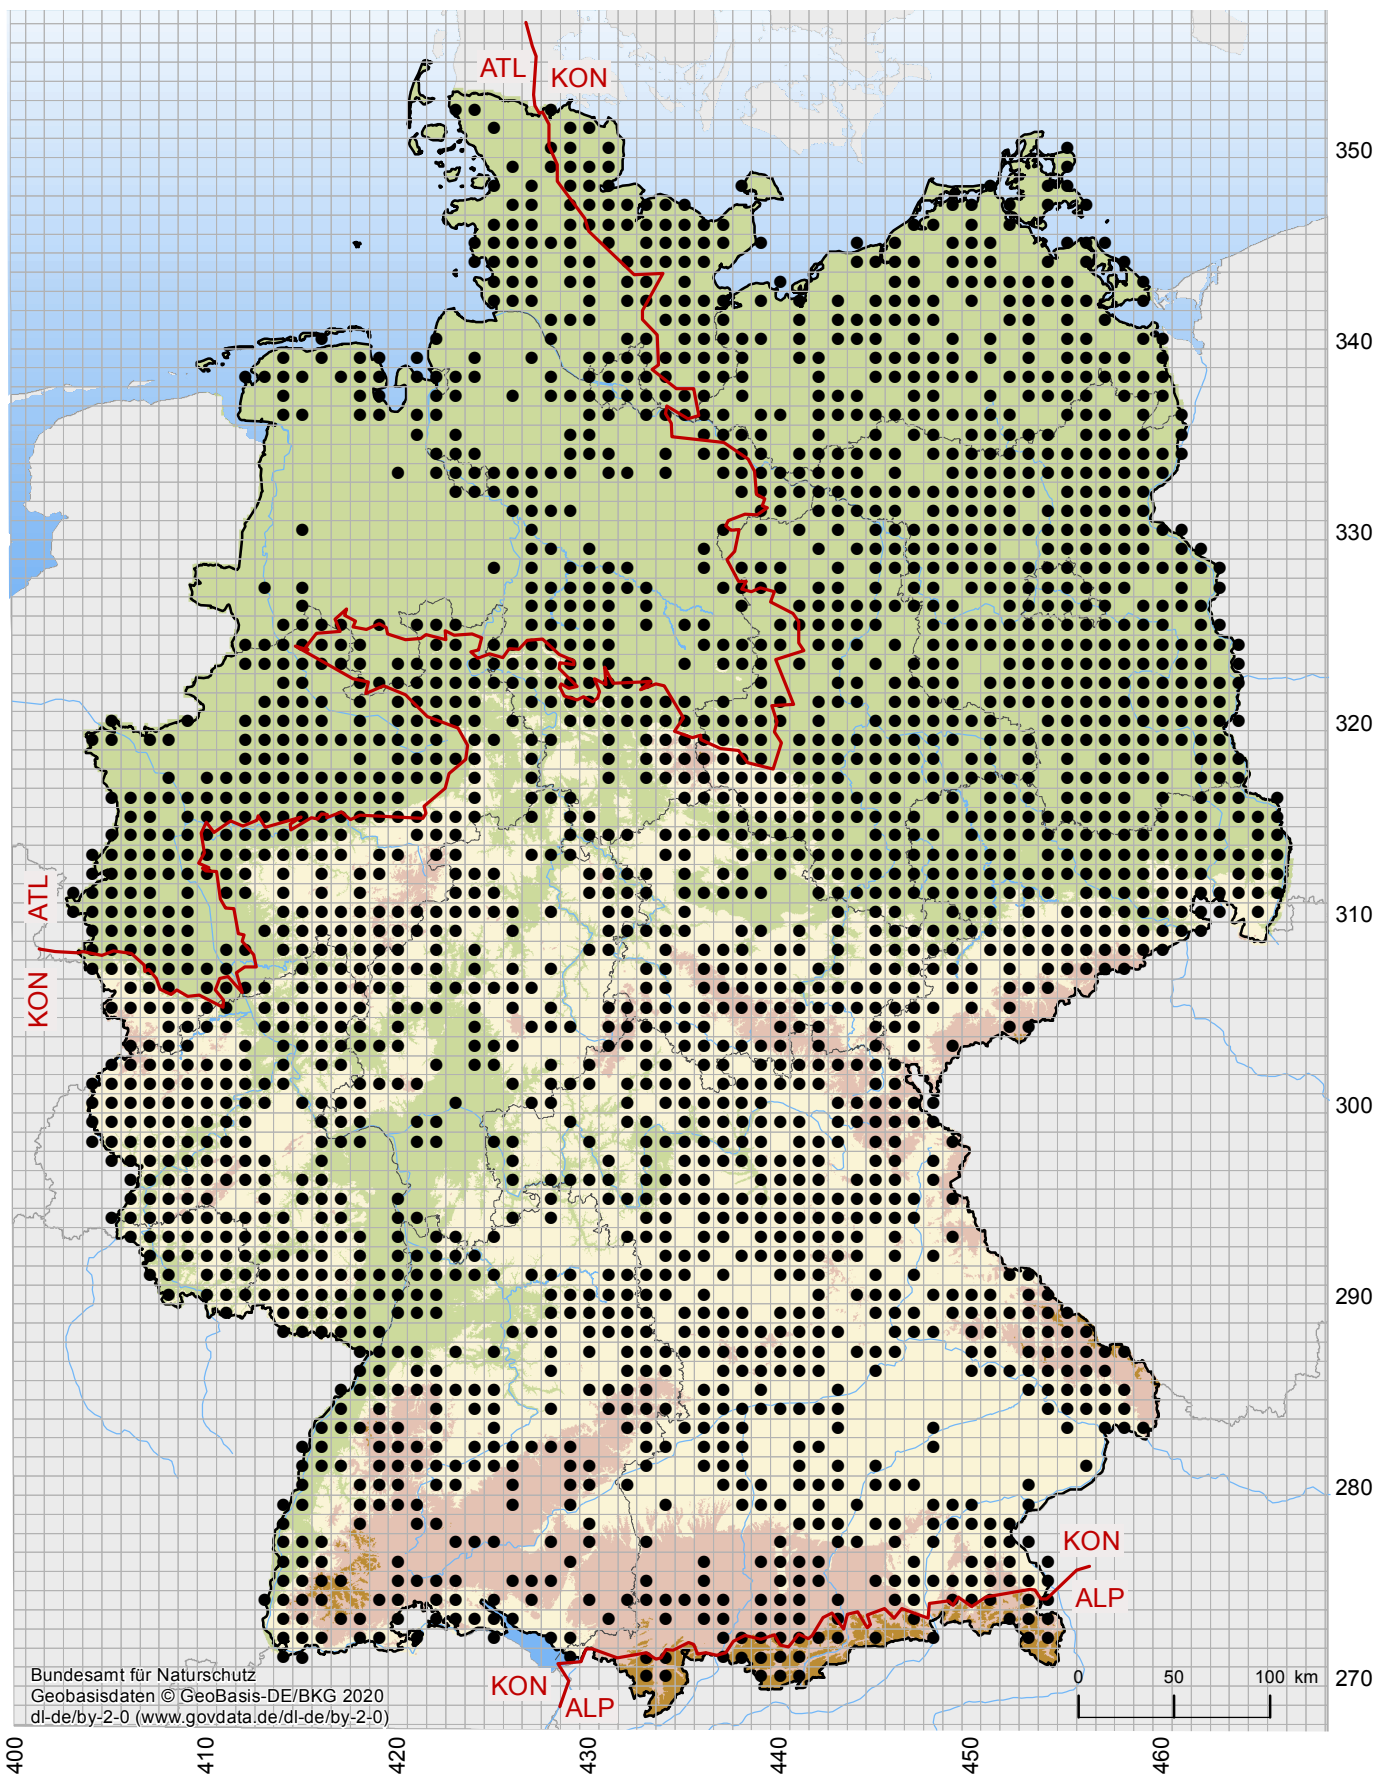 ATL KON
350
340
330
320
ATL
310
KON
300
290
280
KON
ALP
Bundesamt für Naturschutz
Geobasisdaten © GeoBasis-DE/BKG 2020
dl-de/by-2-0 (www.govdata.de/dl-de/by-2-0)
KON
ALP
0 50 100 km
270
400 410 420 430 440 450 460